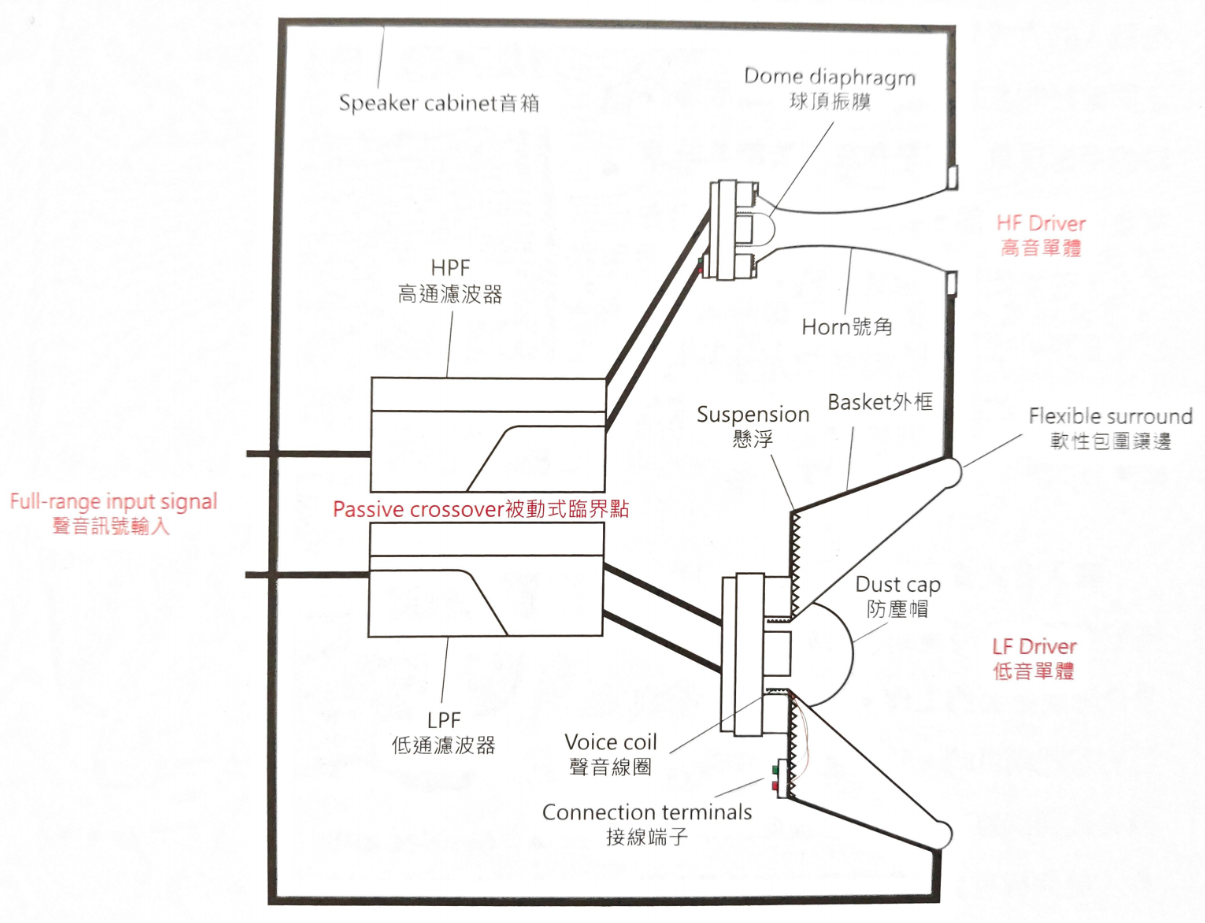 Speaker cabinet音箱
Dome diaphragm
球頂振膜
HF Driver
高音單體
HPF
高通濾波器
Horn號角
Suspension
懸浮
Basket外框
Flexible surround
軟性包圍鑲邊
Full-range input signal
聲音訊號輸入
Passive crossover被動式臨界點
Dust cap
防塵帽
LF Driver
低音單體
LPF
低通濾波器
Voice coil
聲音線圈
Connection terminals
接線端子